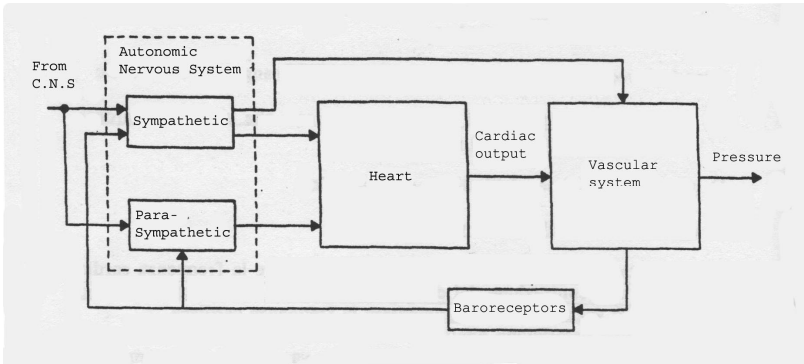 Autonomic
Nervous System
From
C.N.S
Sympathetic
Para-
Sympathetic
Heart
Cardiac
output
Vascular
system
Pressure
Baroreceptors